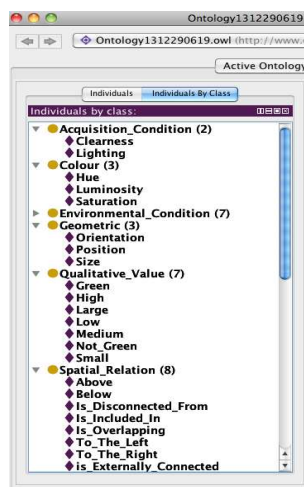 Ontology1312290619
Ontology1312290619.owl (http://www.
Active Ontology
Individuals Individuals By Class
Individuals by class:
Acquisition_Condition (2)
Clearness
Lighting
Colour (3)
Hue
Luminosity
Saturation
Environmental_Condition (7)
Geometric (3)
Orientation
Position
Size
Qualitative_Value (7)
Green
High
Large
Low
Medium
Not_Green
Small
Spatial_Relation (8)
Above
Below
Is_Disconnected_From
Is_Included_In
Is_Overlapping
To_The_Left
To_The_Right
is_Externally_Connected